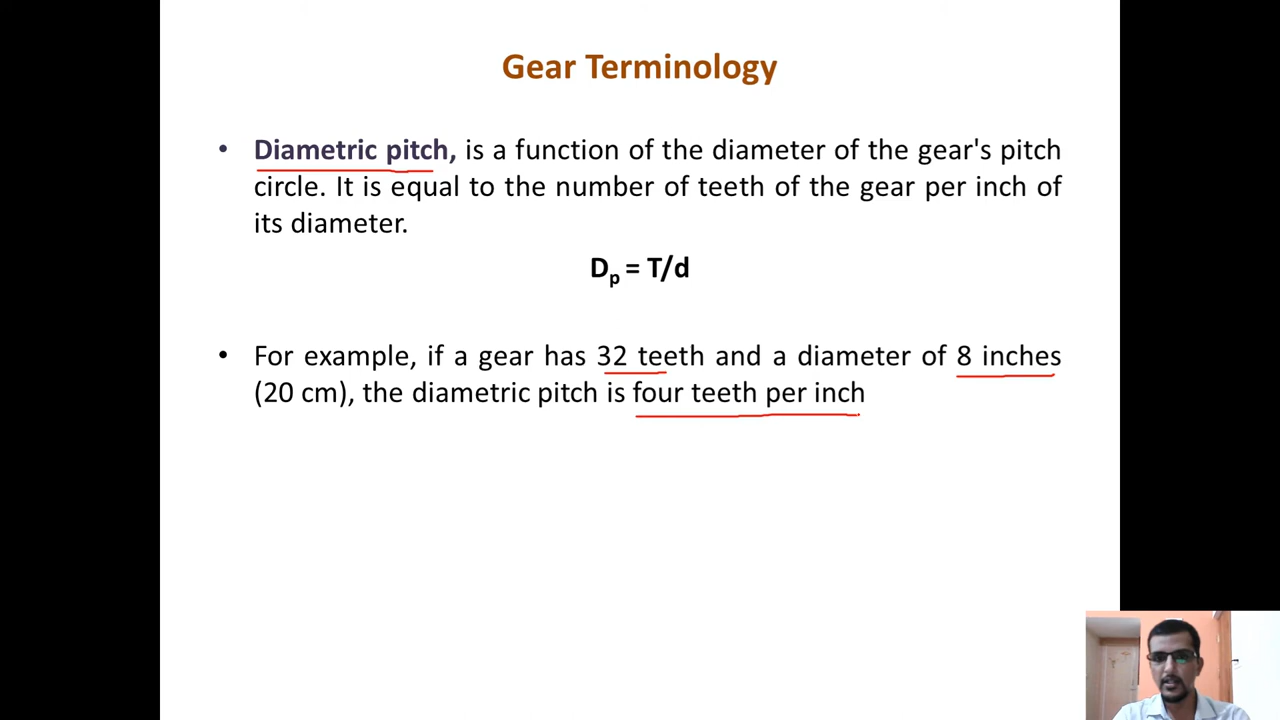 Gear Terminology
• Diametric pitch, is a function of the diameter of the gear's pitch
circle. It is equal to the number of teeth of the gear per inch of
its diameter.
Dp = T/d
• For example, if a gear has 32 teeth and a diameter of 8 inches
(20 cm), the diametric pitch is four teeth per inch